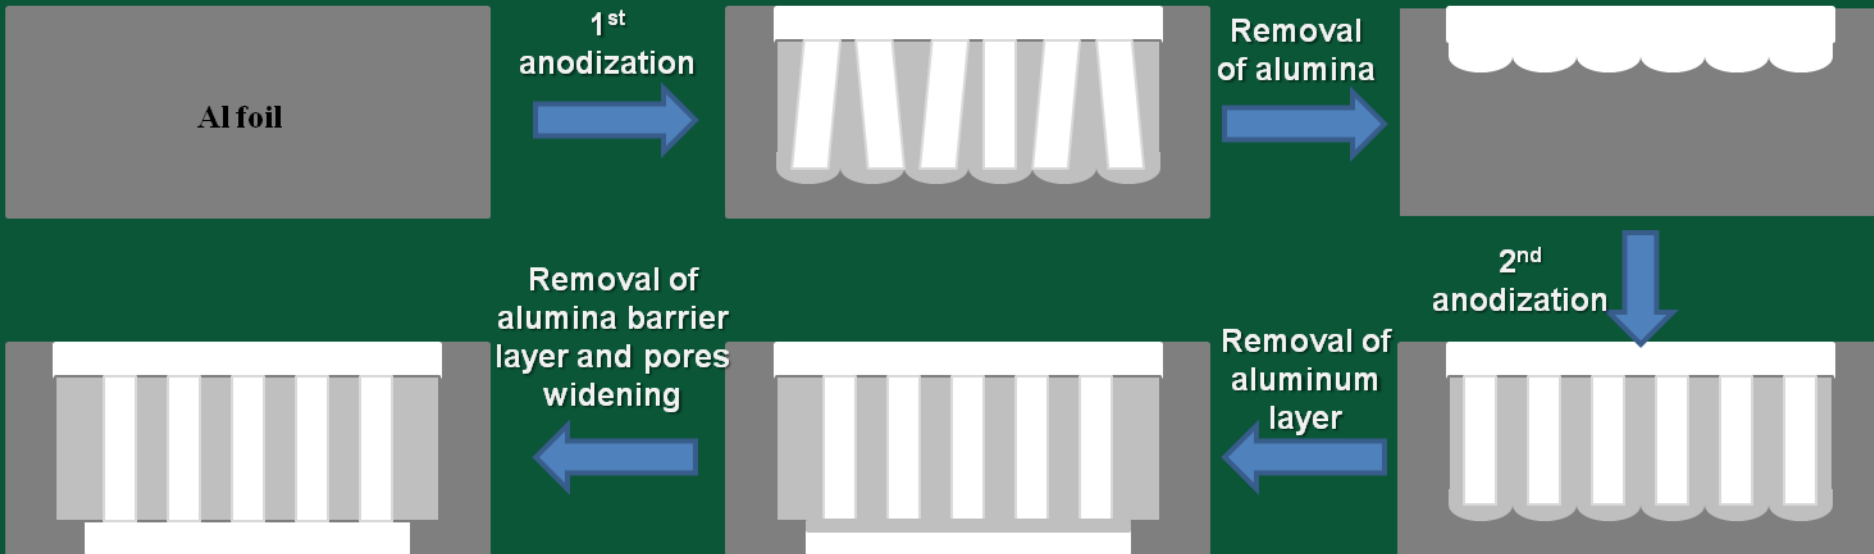 Al foil
1st
anodization
Removal
of alumina
2nd
anodization
Removal of
aluminum
layer
Removal of
alumina barrier
layer and pores
widening